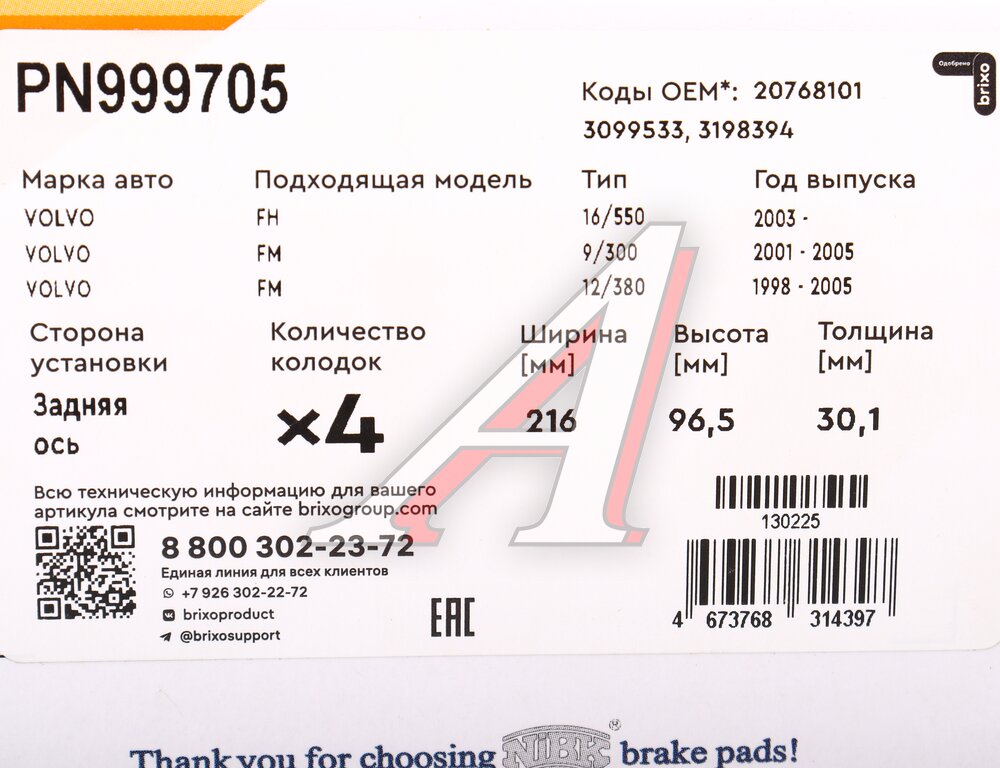 PN999705
Коды OEM*: 20768101
3099533, 3198394
Одобрено brixo
Марка авто Подходящая модель Тип Год выпуска
VOLVO FH 16/550 2003 -
VOLVO FM 9/300 2001 - 2005
VOLVO FM 12/380 1998 - 2005
Сторона установки Количество колодок Ширина [мм] Высота [мм] Толщина [мм]
Задняя ось ×4 216 96,5 30,1
Всю техническую информацию для вашего
артикула смотрите на сайте brixogroup.com
8 800 302-23-72
Единая линия для всех клиентов
+7 926 302-22-72
brixoproduct
@brixosupport
EAC
130225
4 673768 314397
Thank you for choosing NiBK ® brake pads!